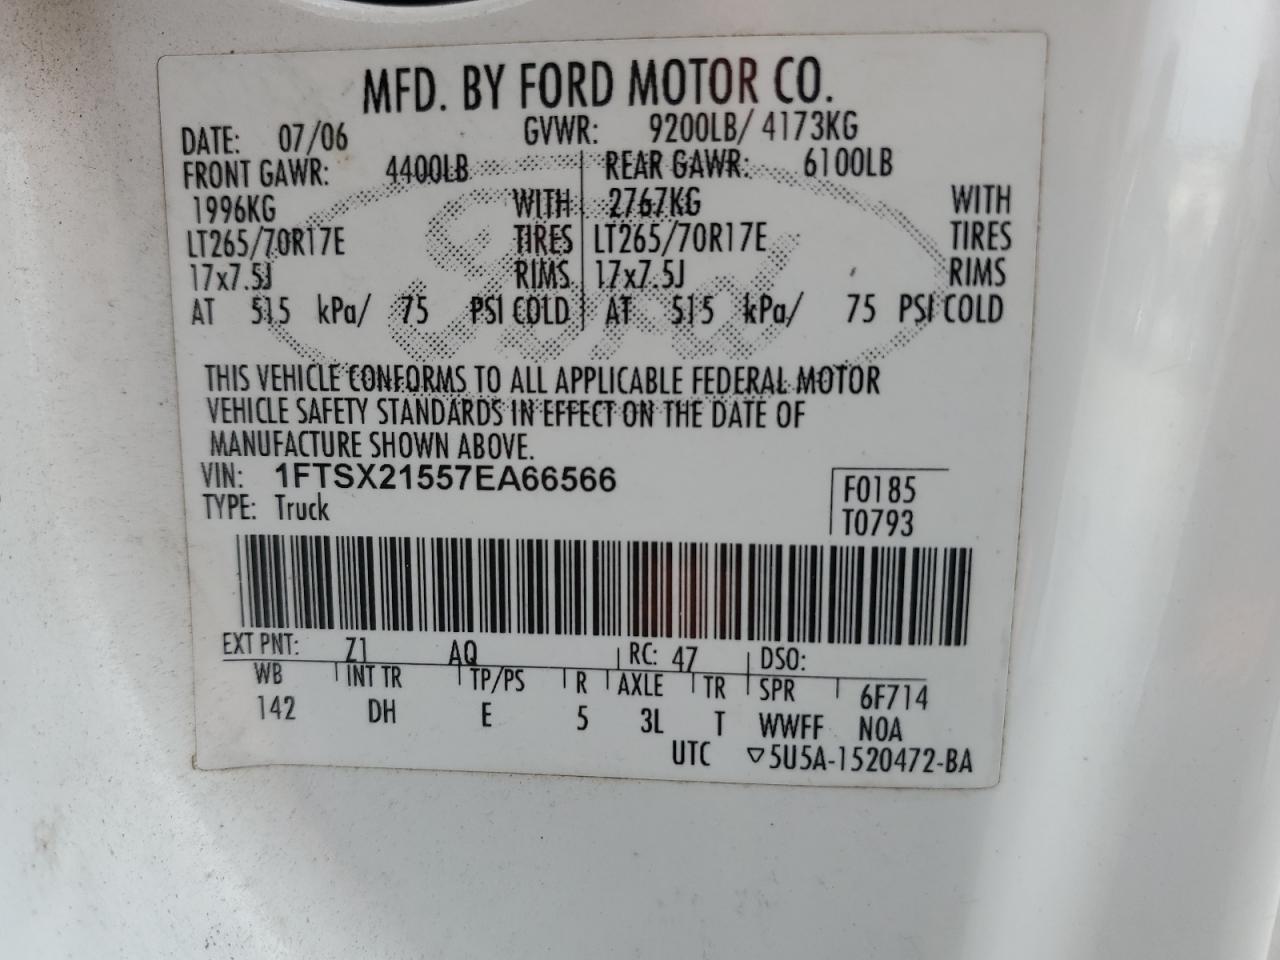 MFD. BY FORD MOTOR CO.
DATE: 07/06 GVWR: 9200LB/ 4173KG
FRONT GAWR: 4400LB REAR GAWR: 6100LB
1996KG WITH 2767KG WITH
LT265/70R17E TIRES LT265/70R17E TIRES
17x7.5J RIMS 17x7.5J RIMS
AT 515 kPa/ 75 PSI COLD AT 515 kPa/ 75 PSI COLD
Ford
THIS VEHICLE CONFORMS TO ALL APPLICABLE FEDERAL MOTOR
VEHICLE SAFETY STANDARDS IN EFFECT ON THE DATE OF
MANUFACTURE SHOWN ABOVE.
VIN: 1FTSX21557EA66566
F0185
TYPE: Truck
T0793
EXT PNT: Z1 AQ RC: 47 DSO:
WB INT TR TP/PS R AXLE TR SPR 6F714
142 DH E 5 3L T WWFF NOA
UTC ▽5U5A-1520472-BA